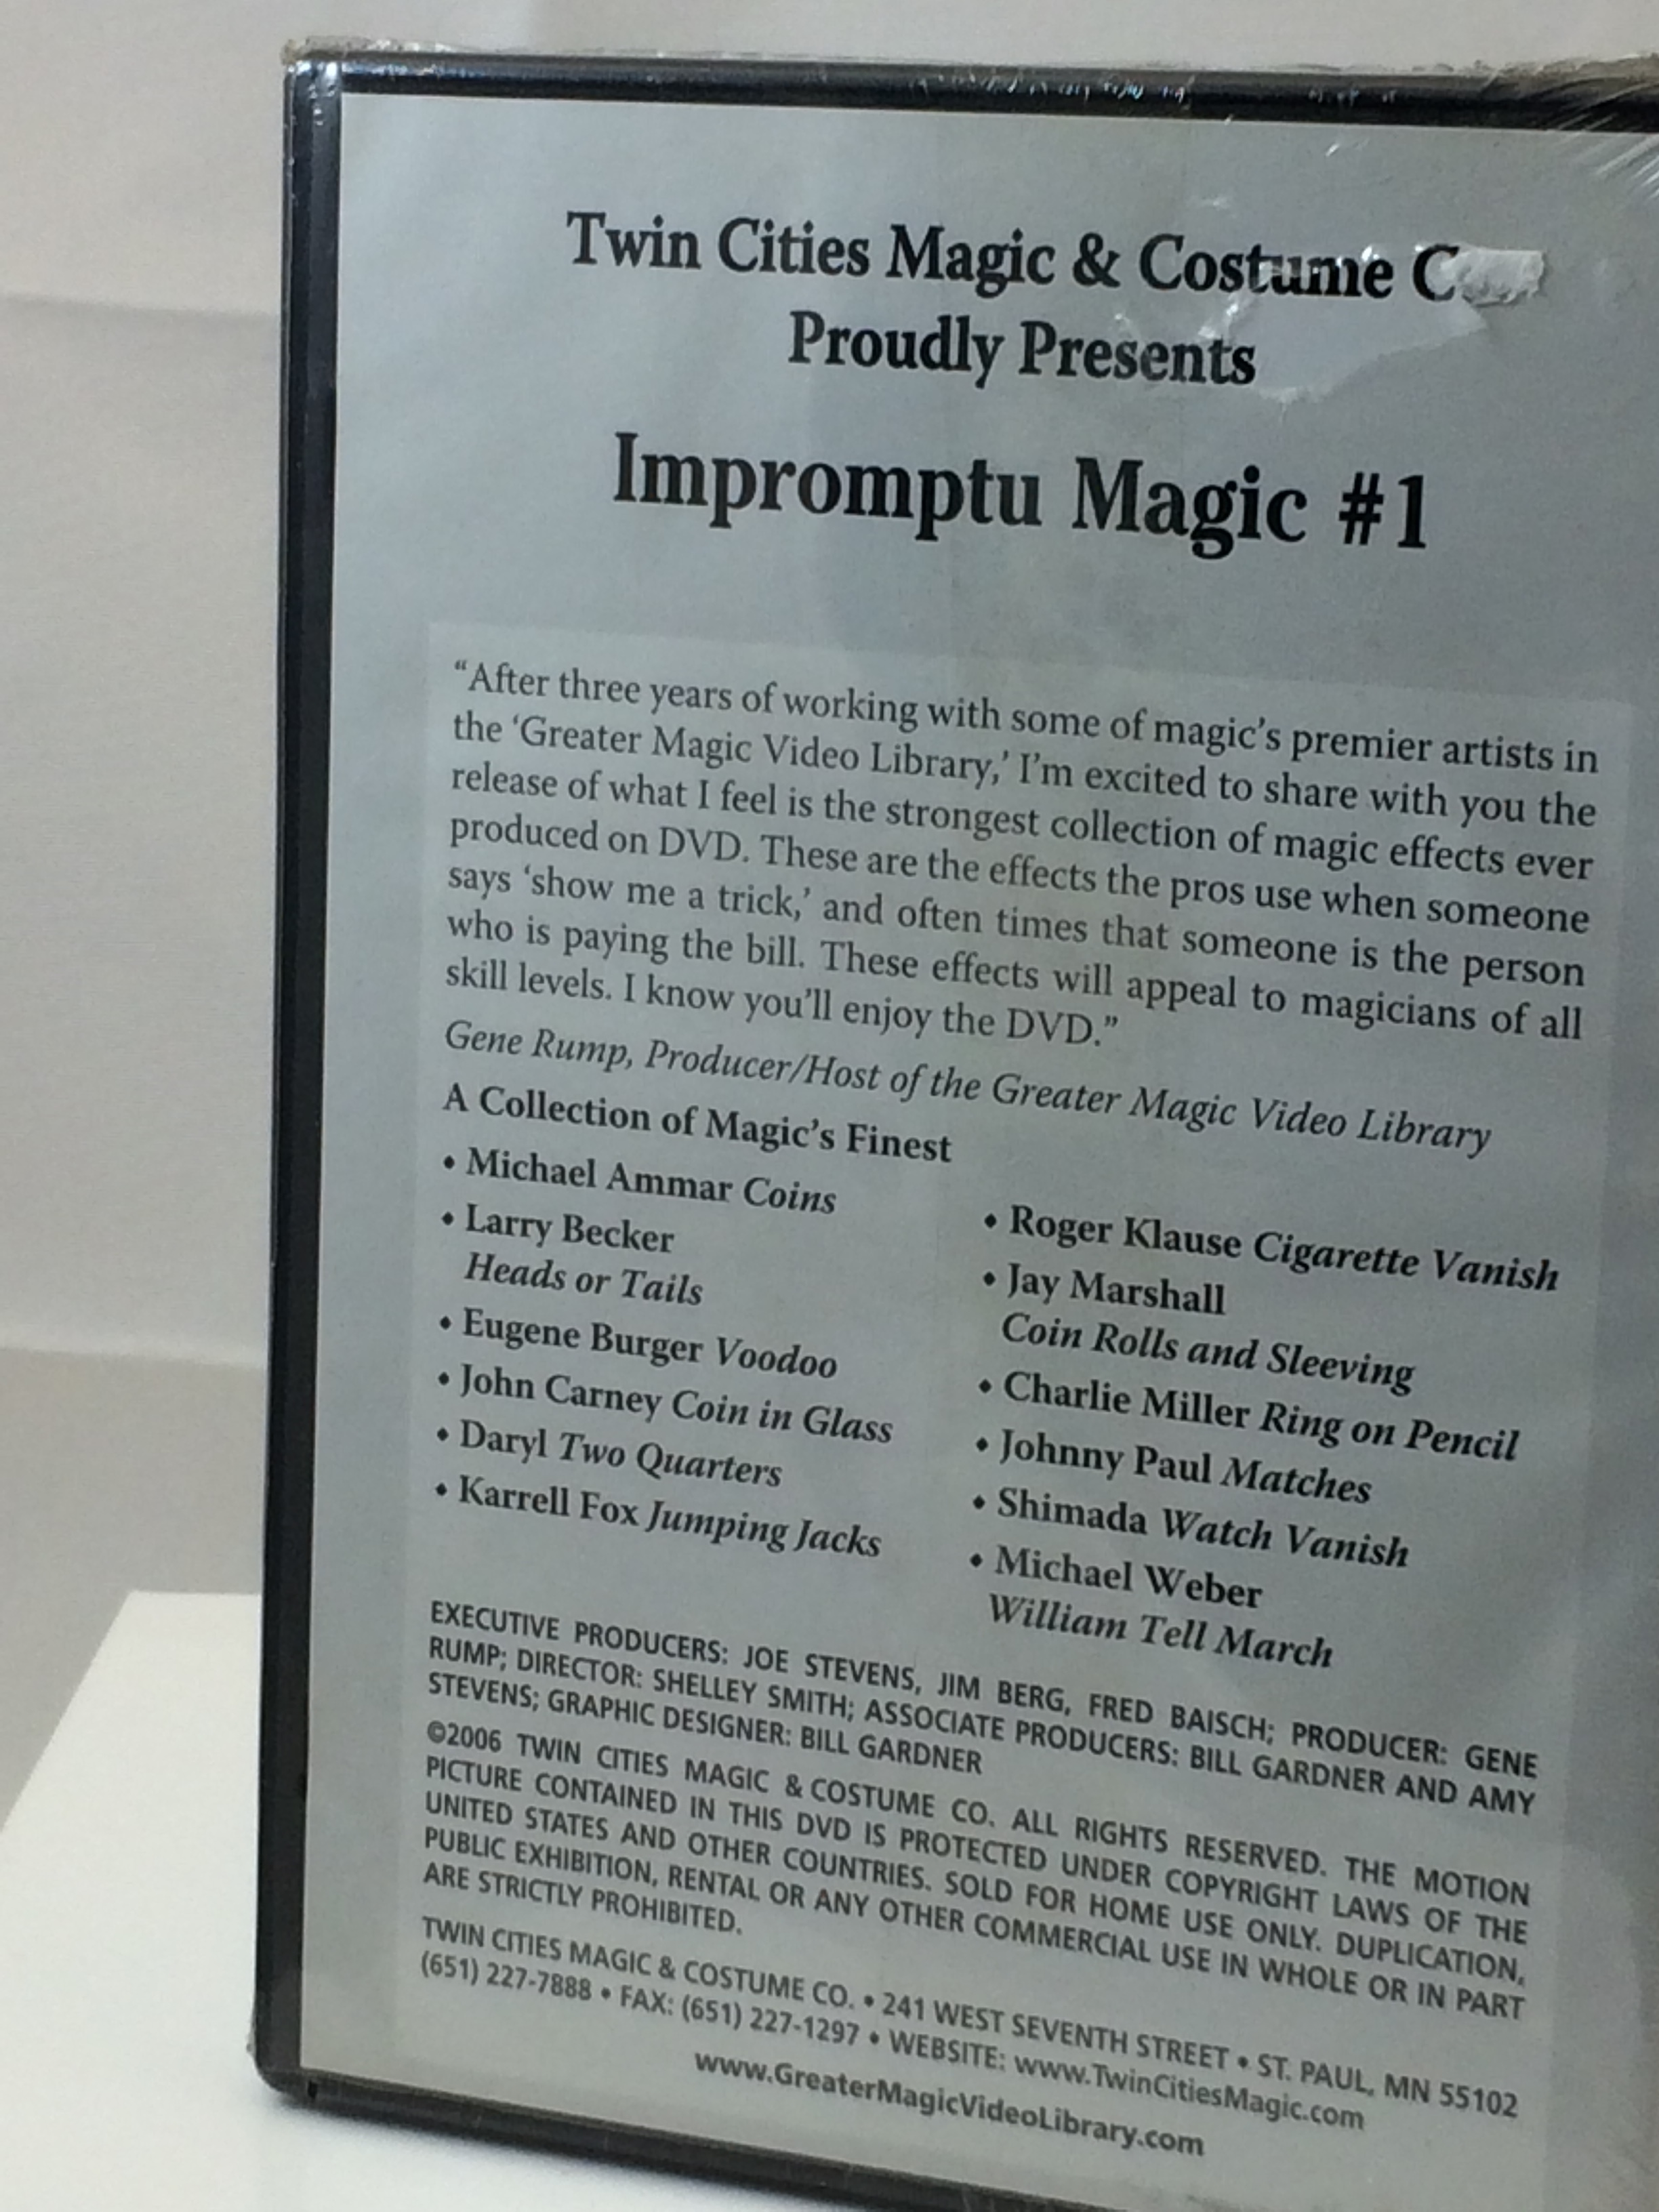 Twin Cities Magic & Costume C
Proudly Presents
Impromptu Magic #1
“After three years of working with some of magic’s premier artists in
the ‘Greater Magic Video Library,’ I’m excited to share with you the
release of what I feel is the strongest collection of magic effects ever
produced on DVD. These are the effects the pros use when someone
says ‘show me a trick,’ and often times that someone is the person
who is paying the bill. These effects will appeal to magicians of all
skill levels. I know you’ll enjoy the DVD.”
Gene Rump, Producer/Host of the Greater Magic Video Library
A Collection of Magic’s Finest
• Michael Ammar Coins
• Larry Becker
Heads or Tails
• Eugene Burger Voodoo
• John Carney Coin in Glass
• Daryl Two Quarters
• Karrell Fox Jumping Jacks
• Roger Klause Cigarette Vanish
• Jay Marshall
Coin Rolls and Sleeving
• Charlie Miller Ring on Pencil
• Johnny Paul Matches
• Shimada Watch Vanish
• Michael Weber
William Tell March
EXECUTIVE PRODUCERS: JOE STEVENS, JIM BERG, FRED BAISCH; PRODUCER: GENE
RUMP; DIRECTOR: SHELLEY SMITH; ASSOCIATE PRODUCERS: BILL GARDNER AND AMY
STEVENS; GRAPHIC DESIGNER: BILL GARDNER
©2006 TWIN CITIES MAGIC & COSTUME CO. ALL RIGHTS RESERVED. THE MOTION
PICTURE CONTAINED IN THIS DVD IS PROTECTED UNDER COPYRIGHT LAWS OF THE
UNITED STATES AND OTHER COUNTRIES. SOLD FOR HOME USE ONLY. DUPLICATION,
PUBLIC EXHIBITION, RENTAL OR ANY OTHER COMMERCIAL USE IN WHOLE OR IN PART
ARE STRICTLY PROHIBITED.
TWIN CITIES MAGIC & COSTUME CO. • 241 WEST SEVENTH STREET • ST. PAUL, MN 55102
(651) 227-7888 • FAX: (651) 227-1297 • WEBSITE: www.TwinCitiesMagic.com
www.GreaterMagicVideoLibrary.com